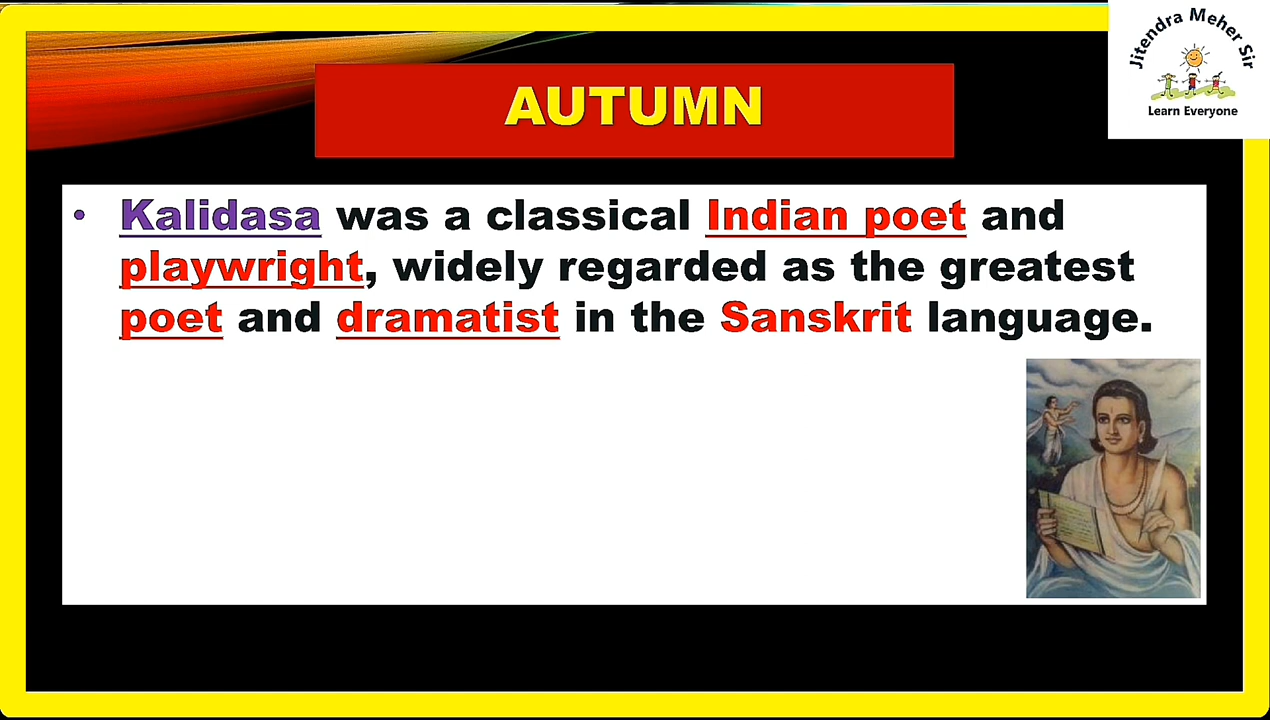 Jitendra Meher Sir
Learn Everyone
AUTUMN
• Kalidasa was a classical Indian poet and
playwright, widely regarded as the greatest
poet and dramatist in the Sanskrit language.